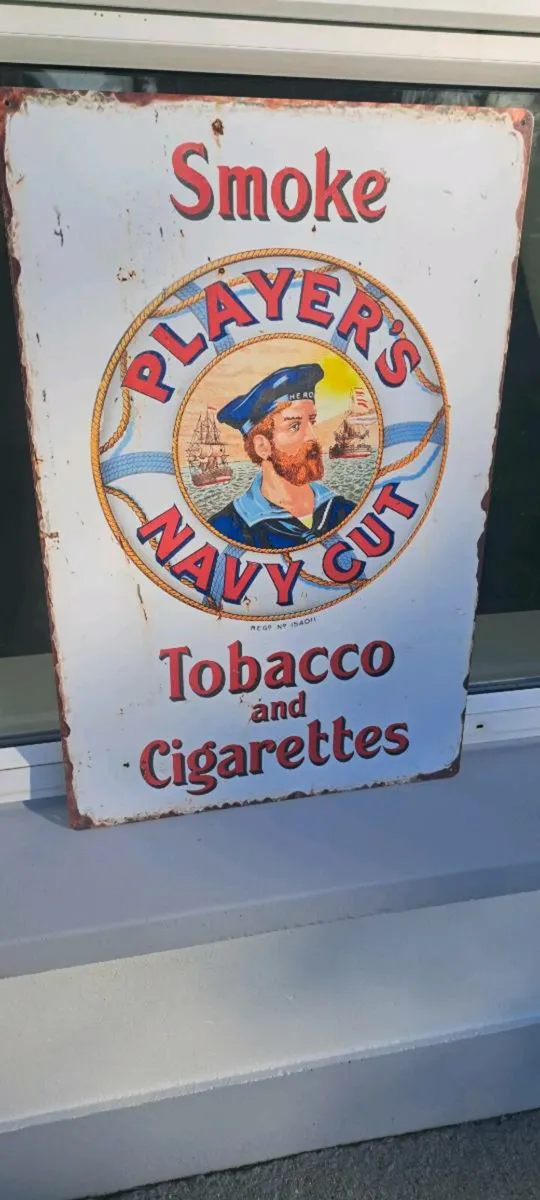 Smoke
PLAYER'S
HERO
NAVY CUT
REGD. No 154011
Tobacco
and
Cigarettes